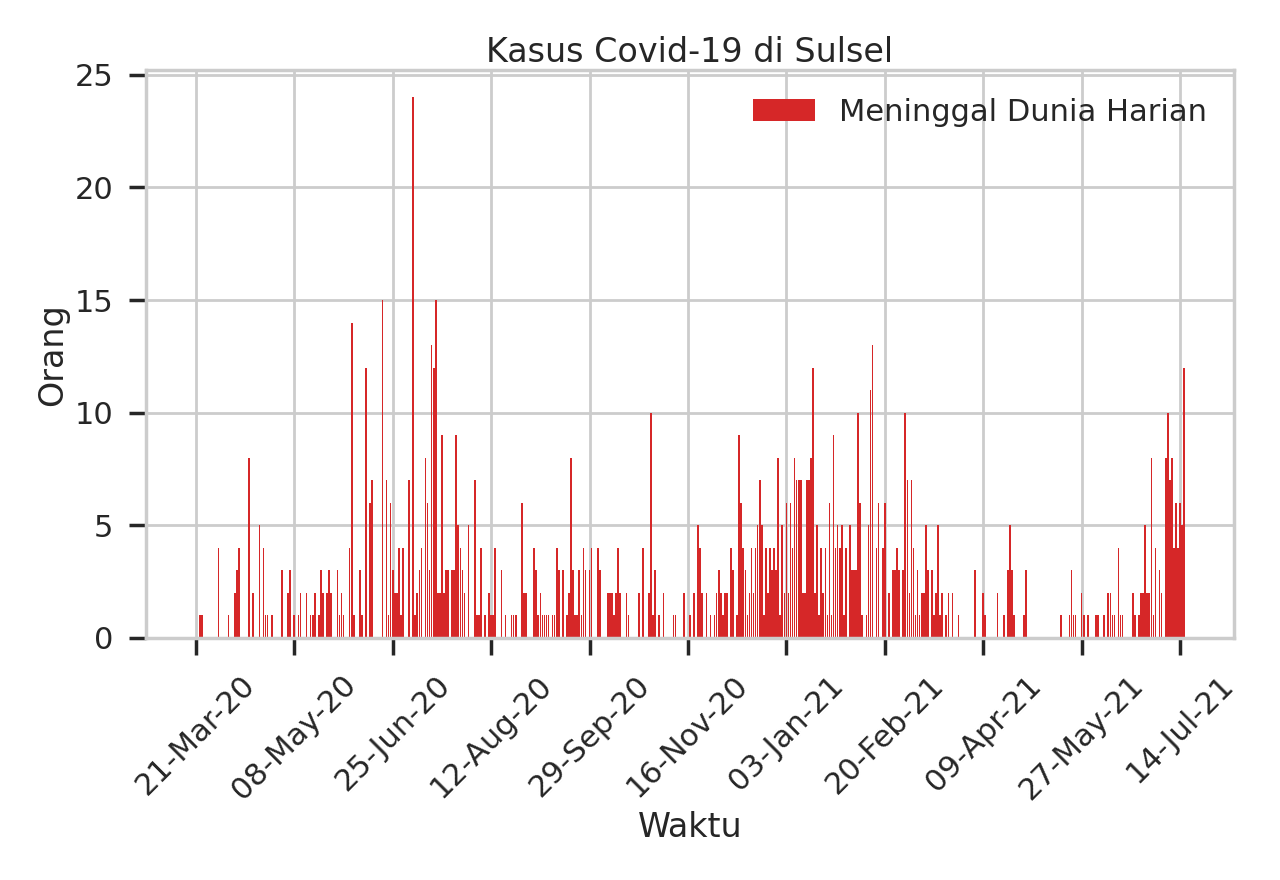 Kasus Covid-19 di Sulsel
Meninggal Dunia Harian
Orang
25
20
15
10
5
0
21-Mar-20
08-May-20
25-Jun-20
12-Aug-20
29-Sep-20
16-Nov-20
03-Jan-21
20-Feb-21
09-Apr-21
27-May-21
14-Jul-21
Waktu